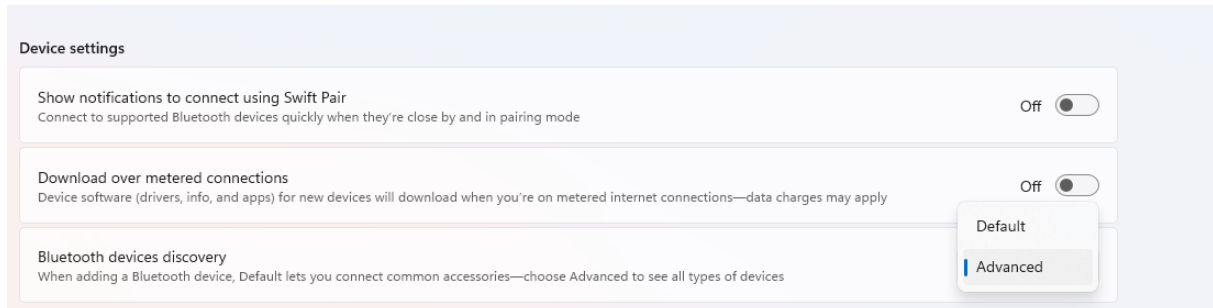 Device settings
Show notifications to connect using Swift Pair
Connect to supported Bluetooth devices quickly when they’re close by and in pairing mode
Off
Download over metered connections
Device software (drivers, info, and apps) for new devices will download when you’re on metered internet connections—data charges may apply
Off
Bluetooth devices discovery
When adding a Bluetooth device, Default lets you connect common accessories—choose Advanced to see all types of devices
Default
Advanced